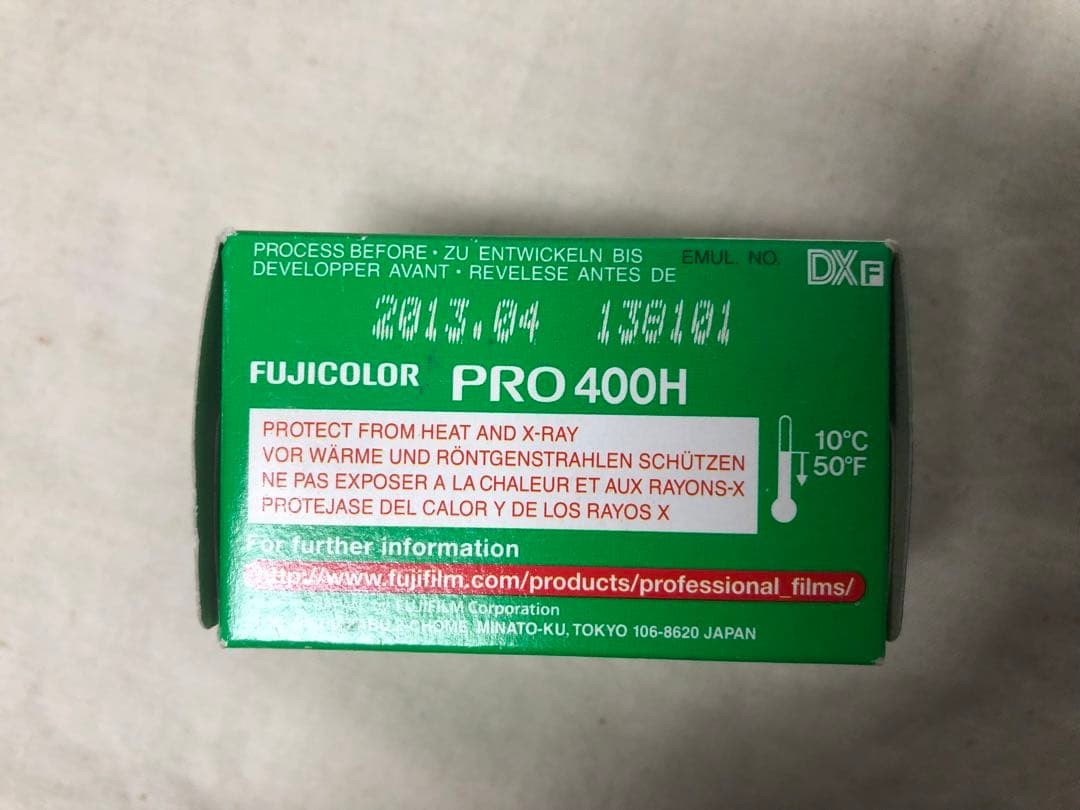 PROCESS BEFORE · ZU ENTWICKELN BIS
DEVELOPPER AVANT · REVELESE ANTES DE
EMUL. NO.
DXF
2013.04 138101
FUJICOLOR PRO 400H
PROTECT FROM HEAT AND X-RAY
VOR WÄRME UND RÖNTGENSTRAHLEN SCHÜTZEN
NE PAS EXPOSER A LA CHALEUR ET AUX RAYONS-X
PROTEJASE DEL CALOR Y DE LOS RAYOS X
10°C
50°F
For further information
http://www.fujifilm.com/products/professional_films/
FUJIFILM Corporation
MINATO-KU, TOKYO 106-8620 JAPAN